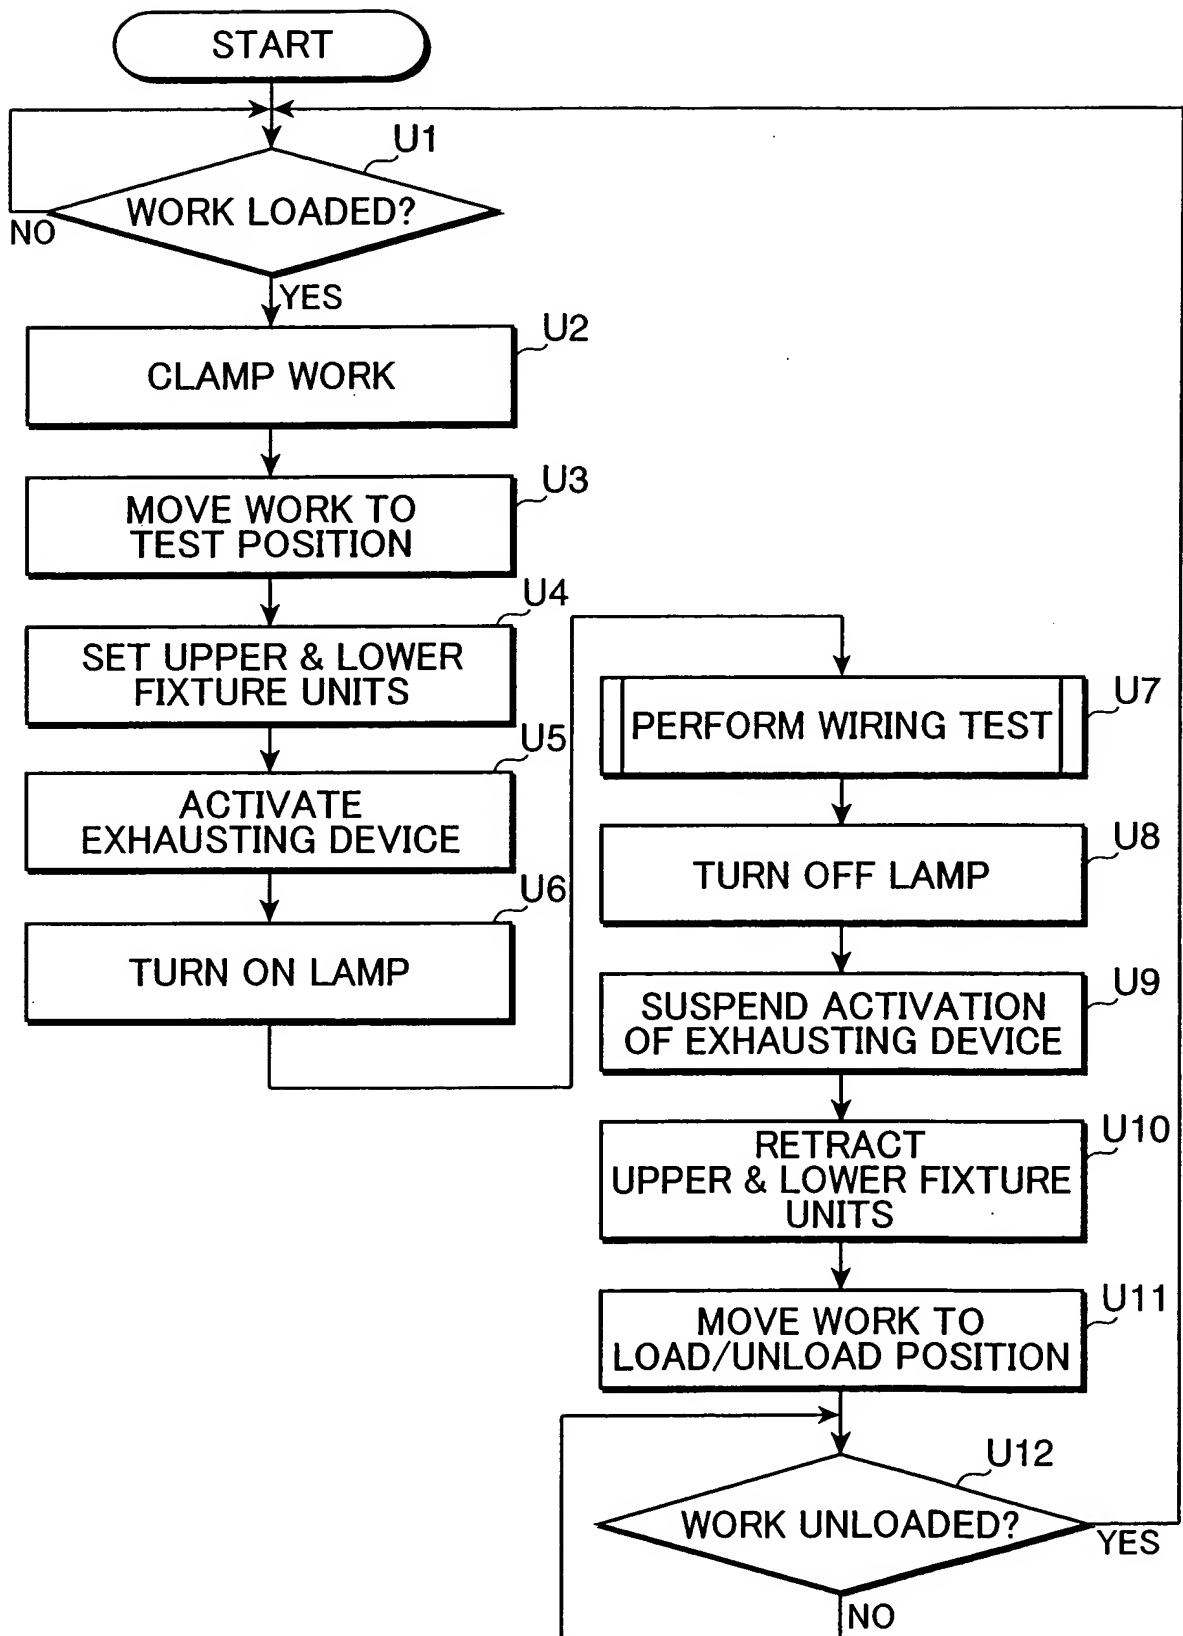 START
U1
WORK LOADED?
NO
YES
U2
CLAMP WORK
U3
MOVE WORK TO
TEST POSITION
U4
SET UPPER & LOWER
FIXTURE UNITS
U5
ACTIVATE
EXHAUSTING DEVICE
U6
TURN ON LAMP
U7
PERFORM WIRING TEST
U8
TURN OFF LAMP
U9
SUSPEND ACTIVATION
OF EXHAUSTING DEVICE
U10
RETRACT
UPPER & LOWER FIXTURE
UNITS
U11
MOVE WORK TO
LOAD/UNLOAD POSITION
U12
WORK UNLOADED?
YES
NO